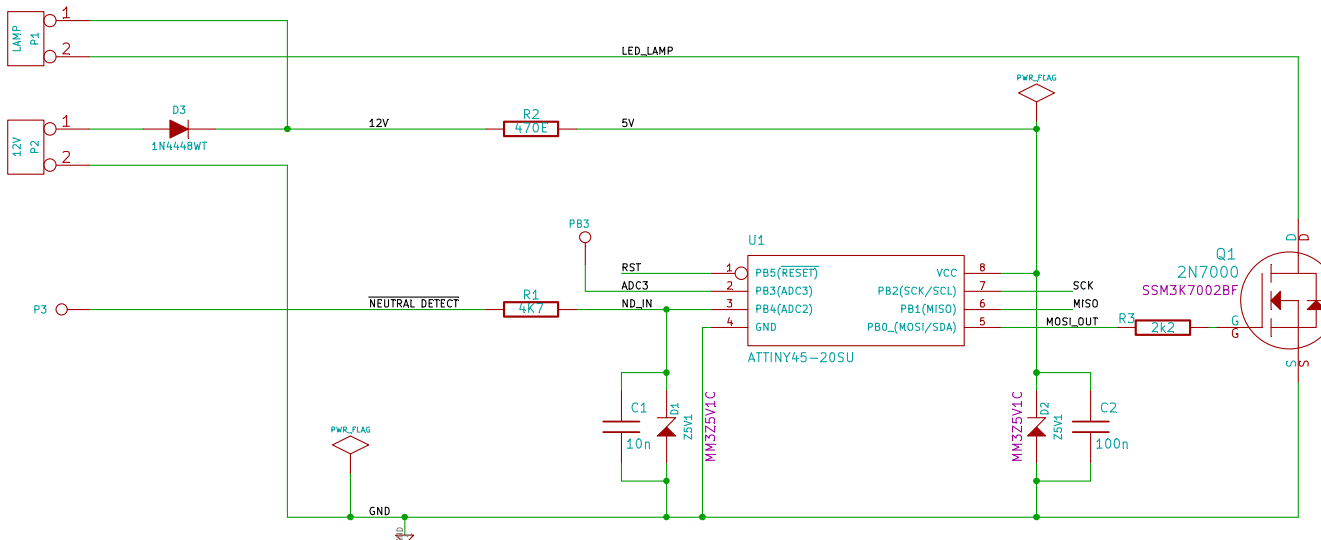 LAMP
P1
1
2
LED_LAMP
PWR_FLAG
D3
1N4448WT
12V
P2
1
2
12V
R2
470E
5V
PB3
U1
RST
1
PB5(RESET)
VCC
8
ADC3
2
PB3(ADC3)
PB2(SCK/SCL)
7
SCK
P3
NEUTRAL DETECT
R1
4K7
ND_IN
3
PB4(ADC2)
PB1(MISO)
6
MISO
4
GND
PB0_(MOSI/SDA)
5
MOSI_OUT
ATTINY45-20SU
R3
2k2
Q1
2N7000
SSM3K7002BF
D
D
G
G
S
S
C1
10n
D1
Z5V1
MM3Z5V1C
MM3Z5V1C
D2
Z5V1
C2
100n
PWR_FLAG
GND